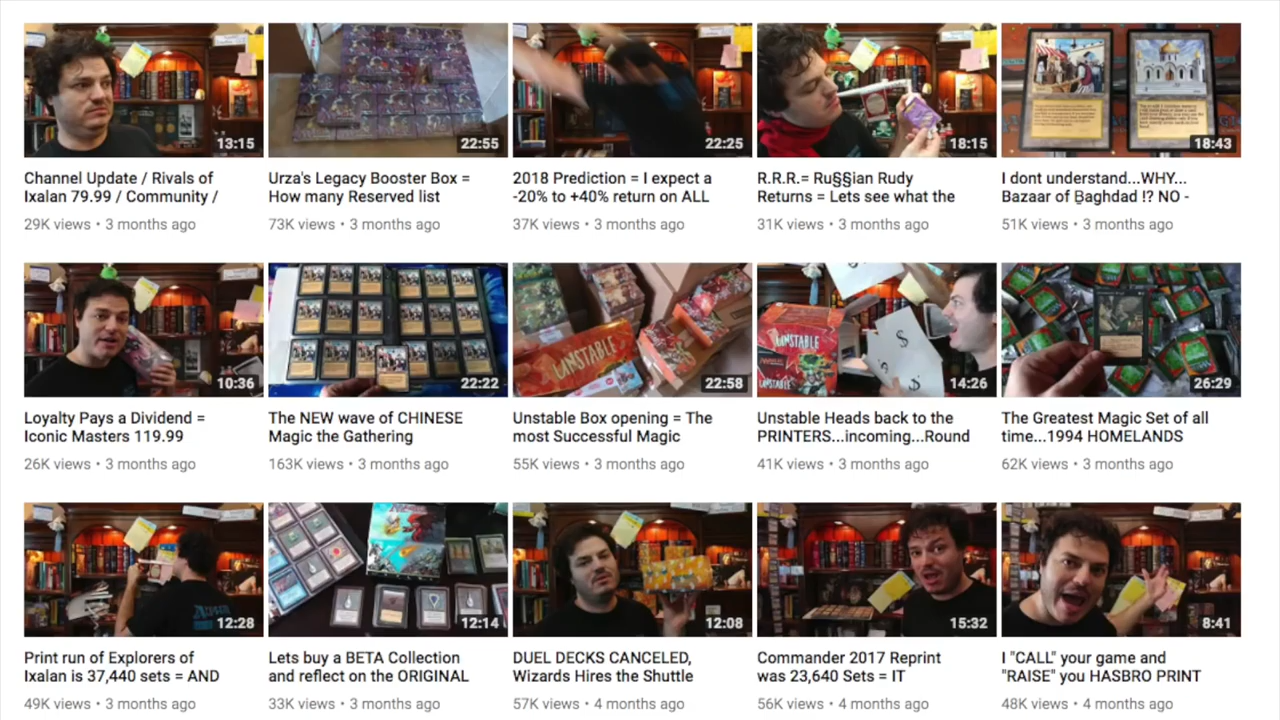 13:15
22:55
22:25
18:15
18:43
Channel Update / Rivals of
Ixalan 79.99 / Community /
29K views • 3 months ago
Urza's Legacy Booster Box =
How many Reserved list
73K views • 3 months ago
2018 Prediction = I expect a
-20% to +40% return on ALL
37K views • 3 months ago
R.R.R.= Ru§§ian Rudy
Returns = Lets see what the
31K views • 3 months ago
I dont understand...WHY...
Bazaar of Baghdad !? NO -
51K views • 3 months ago
10:36
22:22
UNSTABLE
22:58
UNSTABLE
UNSTABLE
$
$
$
14:26
26:29
Loyalty Pays a Dividend =
Iconic Masters 119.99
26K views • 3 months ago
The NEW wave of CHINESE
Magic the Gathering
163K views • 3 months ago
Unstable Box opening = The
most Successful Magic
55K views • 3 months ago
Unstable Heads back to the
PRINTERS...incoming...Round
41K views • 3 months ago
The Greatest Magic Set of all
time...1994 HOMELANDS
62K views • 3 months ago
ALPHA
12:28
12:14
12:08
15:32
8:41
Print run of Explorers of
Ixalan is 37,440 sets = AND
49K views • 3 months ago
Lets buy a BETA Collection
and reflect on the ORIGINAL
33K views • 3 months ago
DUEL DECKS CANCELED,
Wizards Hires the Shuttle
57K views • 4 months ago
Commander 2017 Reprint
was 23,640 Sets = IT
56K views • 4 months ago
I "CALL" your game and
"RAISE" you HASBRO PRINT
48K views • 4 months ago